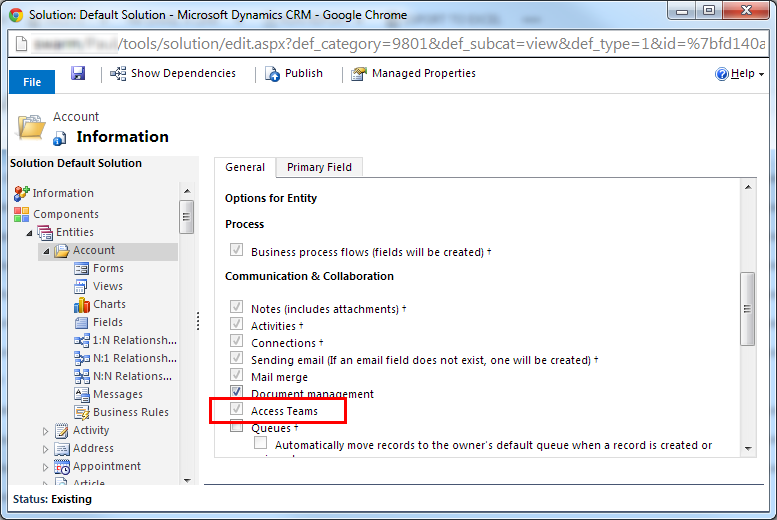 Solution: Default Solution - Microsoft Dynamics CRM - Google Chrome
/tools/solution/edit.aspx?def_category=9801&def_subcat=view&def_type=1&id=%7bfd140a
File
Show Dependencies
Publish
Managed Properties
Help
Account
Information
Solution Default Solution
Information
Components
Entities
Account
Forms
Views
Charts
Fields
1:N Relationsh...
N:1 Relationsh...
N:N Relations...
Messages
Business Rules
Activity
Address
Appointment
Article
General
Primary Field
Options for Entity
Process
Business process flows (fields will be created) †
Communication & Collaboration
Notes (includes attachments) †
Activities †
Connections †
Sending email (If an email field does not exist, one will be created) †
Mail merge
Document management
Access Teams
Queues †
Automatically move records to the owner's default queue when a record is created or
Status: Existing